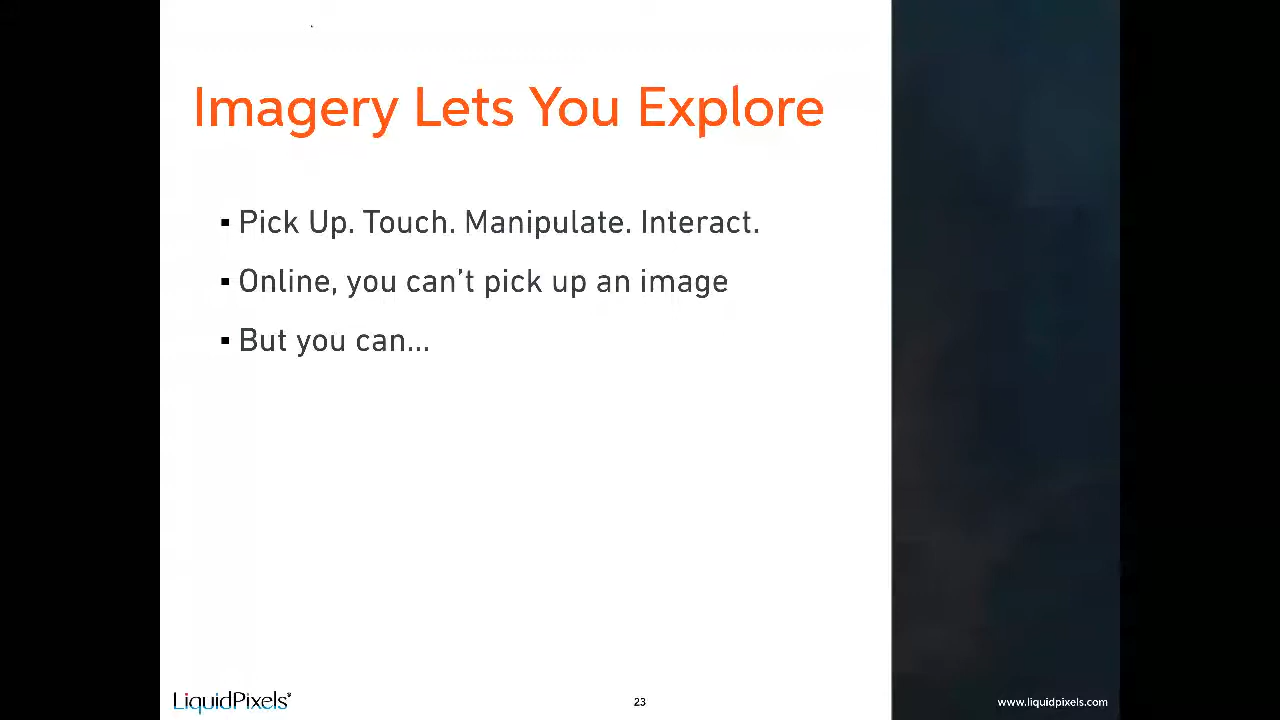 Imagery Lets You Explore
▪ Pick Up. Touch. Manipulate. Interact.
▪ Online, you can’t pick up an image
▪ But you can...
LiquidPixels
23
www.liquidpixels.com